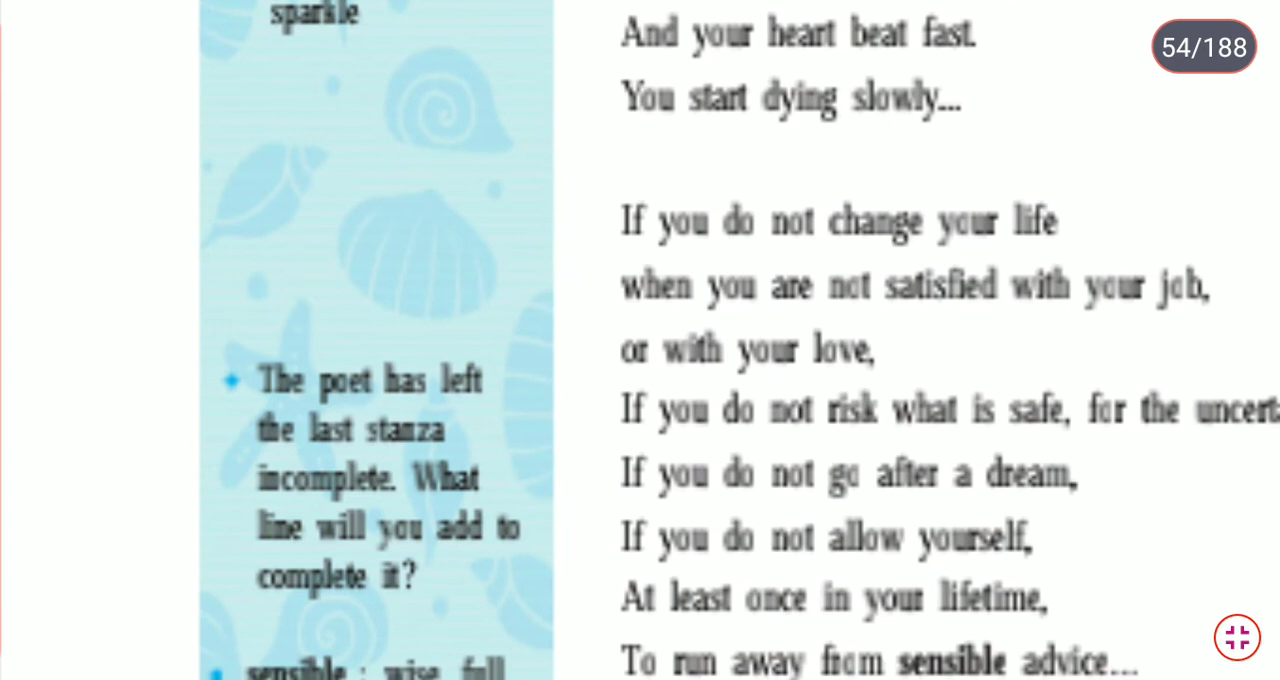 sparkle
The poet has left
the last stanza
incomplete. What
line will you add to
complete it?
sensible : wise, full
And your heart beat fast.
You start dying slowly...
If you do not change your life
when you are not satisfied with your job,
or with your love,
If you do not risk what is safe, for the uncert
If you do not go after a dream,
If you do not allow yourself,
At least once in your lifetime,
To run away from sensible advice...
54/188